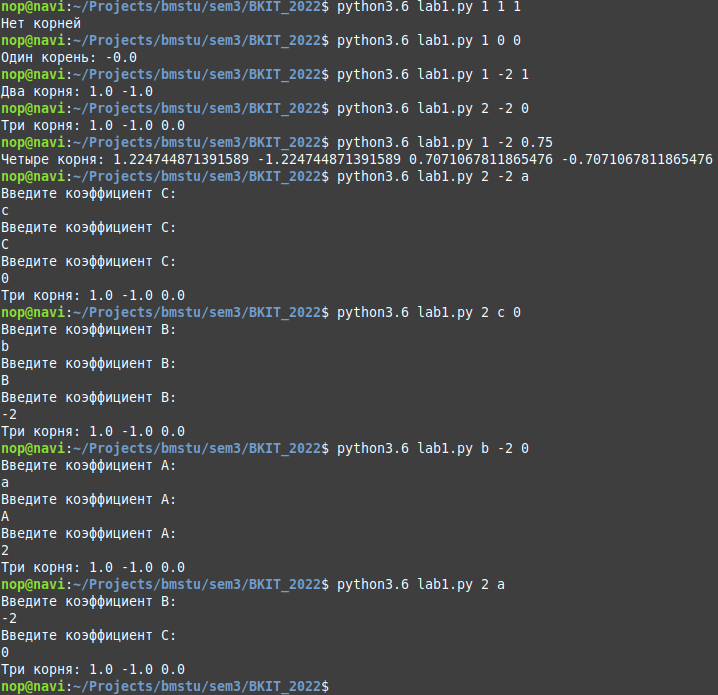 nop@navi:~/Projects/bmstu/sem3/BKIT_2022$ python3.6 lab1.py 1 1 1
Нет корней
nop@navi:~/Projects/bmstu/sem3/BKIT_2022$ python3.6 lab1.py 1 0 0
Один корень: -0.0
nop@navi:~/Projects/bmstu/sem3/BKIT_2022$ python3.6 lab1.py 1 -2 1
Два корня: 1.0 -1.0
nop@navi:~/Projects/bmstu/sem3/BKIT_2022$ python3.6 lab1.py 2 -2 0
Три корня: 1.0 -1.0 0.0
nop@navi:~/Projects/bmstu/sem3/BKIT_2022$ python3.6 lab1.py 1 -2 0.75
Четыре корня: 1.224744871391589 -1.224744871391589 0.7071067811865476 -0.7071067811865476
nop@navi:~/Projects/bmstu/sem3/BKIT_2022$ python3.6 lab1.py 2 -2 a
Введите коэффициент C:
c
Введите коэффициент C:
C
Введите коэффициент C:
0
Три корня: 1.0 -1.0 0.0
nop@navi:~/Projects/bmstu/sem3/BKIT_2022$ python3.6 lab1.py 2 c 0
Введите коэффициент B:
b
Введите коэффициент B:
B
Введите коэффициент B:
-2
Три корня: 1.0 -1.0 0.0
nop@navi:~/Projects/bmstu/sem3/BKIT_2022$ python3.6 lab1.py b -2 0
Введите коэффициент A:
a
Введите коэффициент A:
A
Введите коэффициент A:
2
Три корня: 1.0 -1.0 0.0
nop@navi:~/Projects/bmstu/sem3/BKIT_2022$ python3.6 lab1.py 2 a
Введите коэффициент B:
-2
Введите коэффициент C:
0
Три корня: 1.0 -1.0 0.0
nop@navi:~/Projects/bmstu/sem3/BKIT_2022$